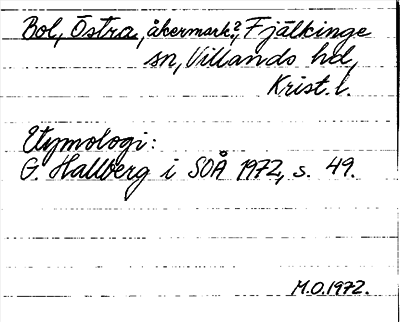 Bol, Östra, åkermark?, Fjälkinge
sn, Villands hd,
Krist. l.
Etymologi:
G. Hallberg i SOÅ 1972, s. 49.
M.O. 1972.